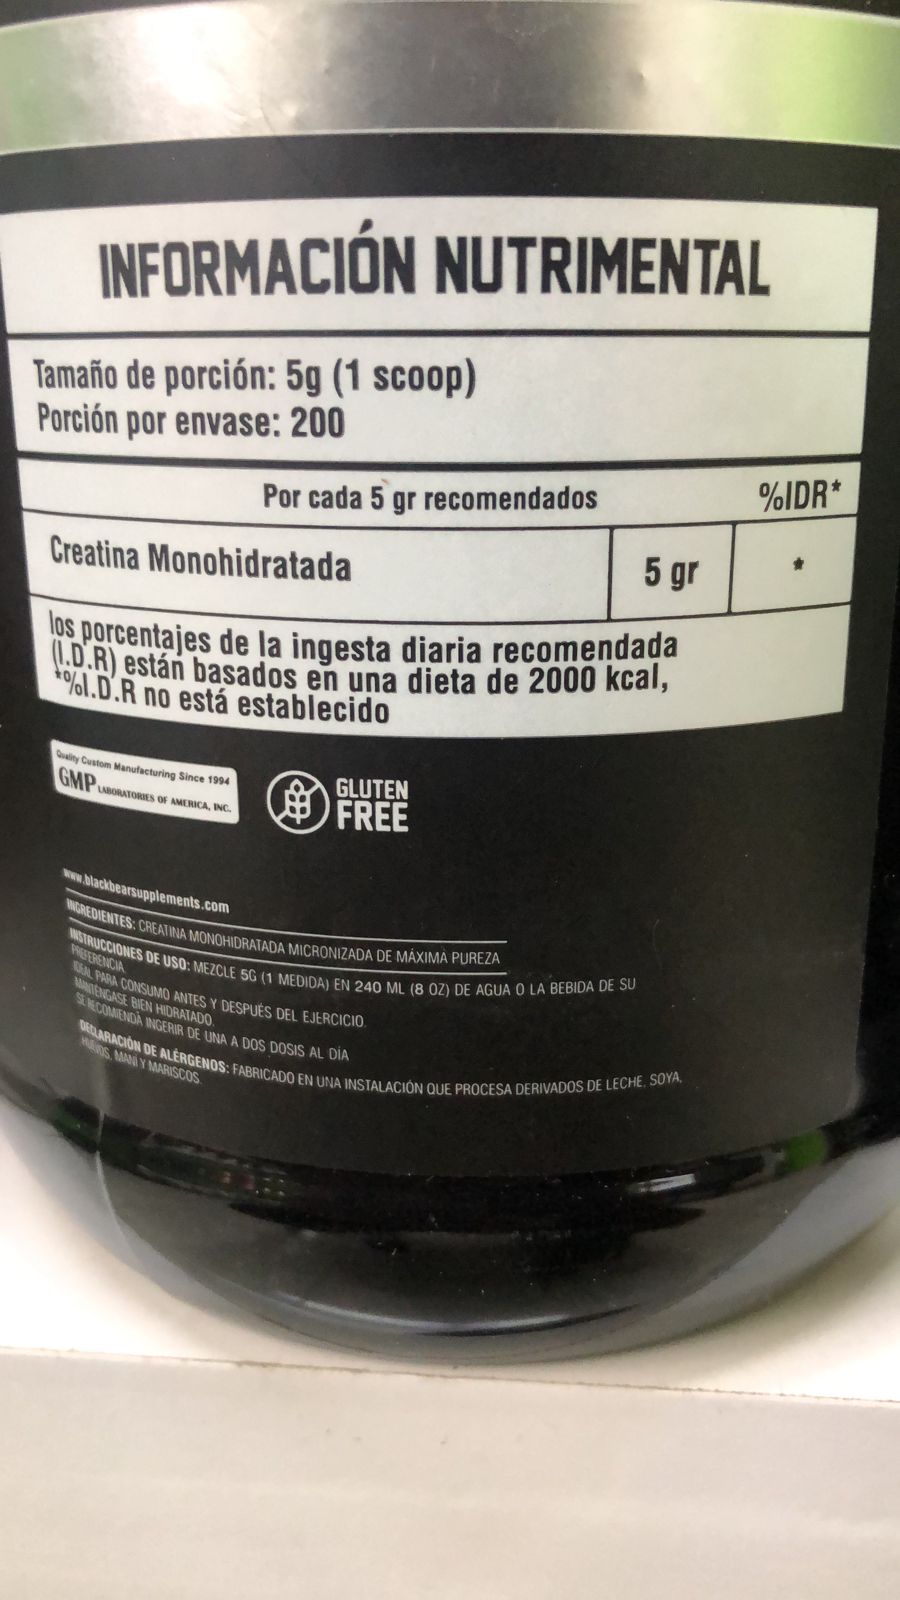 INFORMACIÓN NUTRIMENTAL
Tamaño de porción: 5g (1 scoop)
Porción por envase: 200
Por cada 5 gr recomendados %IDR*
Creatina Monohidratada 5 gr *
los porcentajes de la ingesta diaria recomendada
(I.D.R) están basados en una dieta de 2000 kcal,
*%I.D.R no está establecido
Quality Custom Manufacturing Since 1994
GMP LABORATORIES OF AMERICA, INC.
GLUTEN
FREE
www.blackbearsupplements.com
INGREDIENTES: CREATINA MONOHIDRATADA MICRONIZADA DE MÁXIMA PUREZA
INSTRUCCIONES DE USO: MEZCLE 5G (1 MEDIDA) EN 240 ML (8 OZ) DE AGUA O LA BEBIDA DE SU
PREFERENCIA.
IDEAL PARA CONSUMO ANTES Y DESPUÉS DEL EJERCICIO.
MANTÉNGASE BIEN HIDRATADO.
SE RECOMIENDA INGERIR DE UNA A DOS DOSIS AL DÍA
DECLARACIÓN DE ALÉRGENOS: FABRICADO EN UNA INSTALACIÓN QUE PROCESA DERIVADOS DE LECHE, SOYA,
HUEVOS, MANÍ Y MARISCOS.